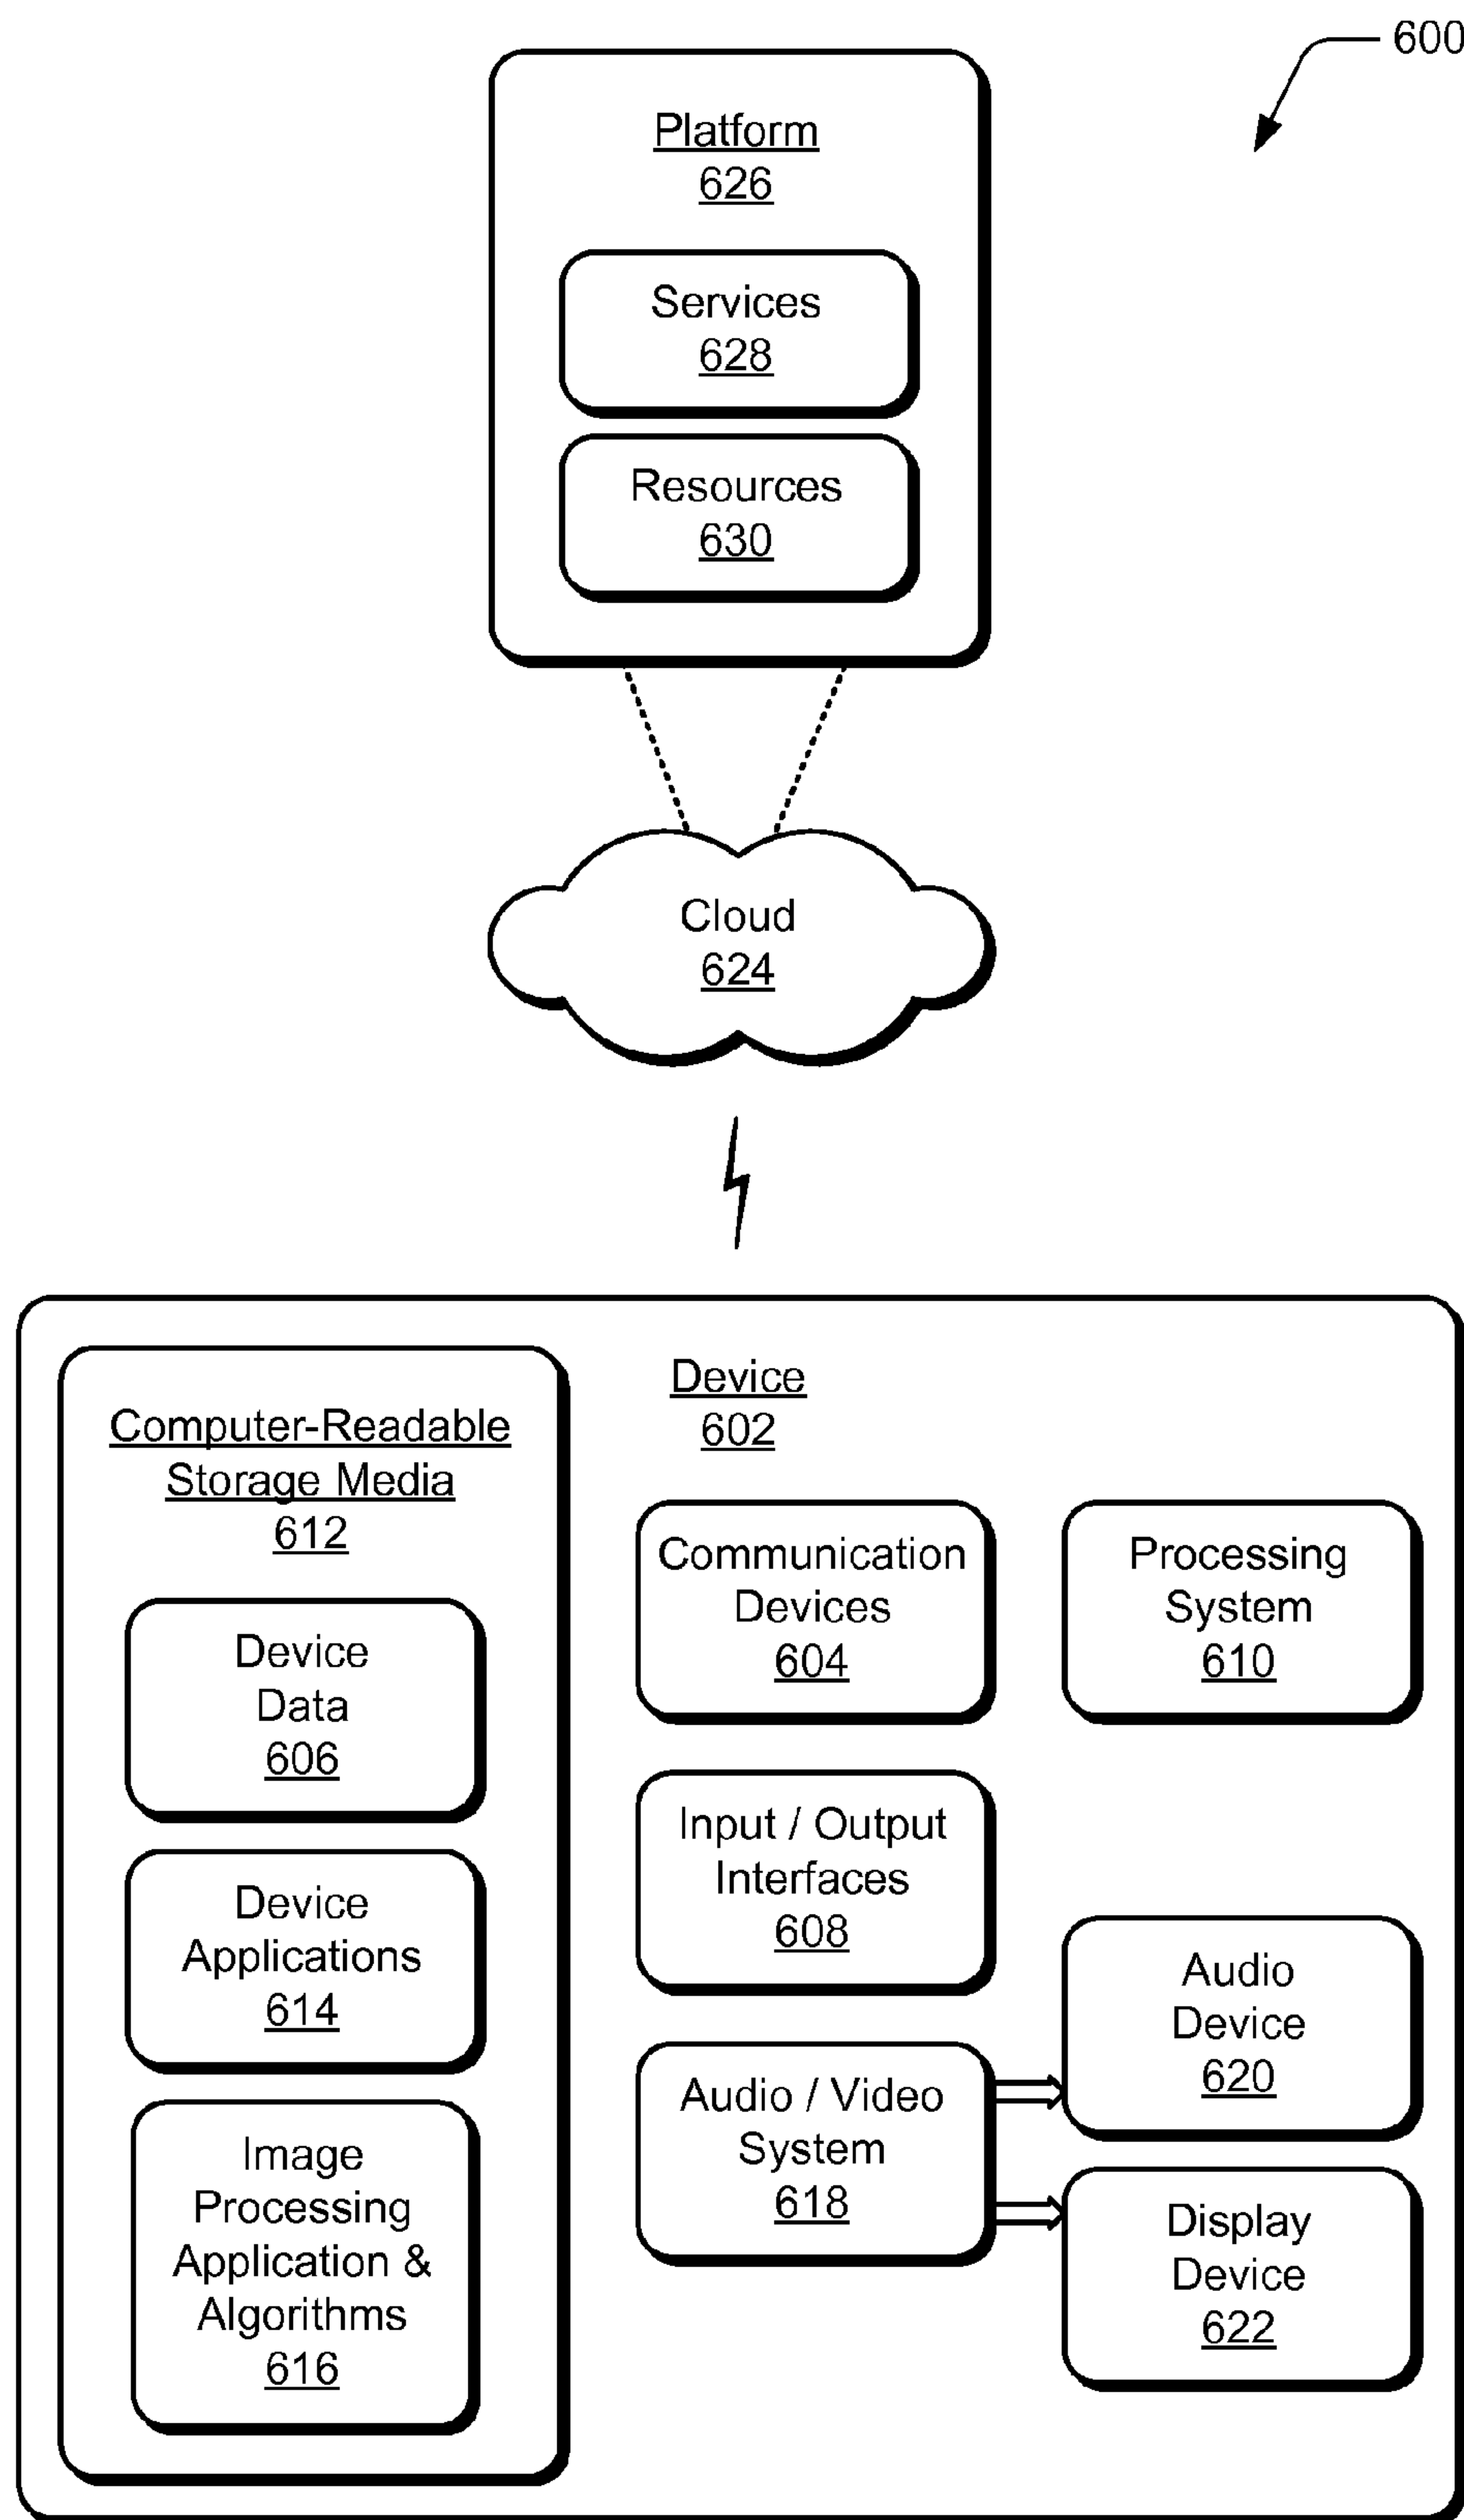 600
Platform
626
Services
628
Resources
630
Cloud
624
Device
602
Computer-Readable
Storage Media
612
Device
Data
606
Device
Applications
614
Image
Processing
Application &
Algorithms
616
Communication
Devices
604
Processing
System
610
Input / Output
Interfaces
608
Audio / Video
System
618
Audio
Device
620
Display
Device
622